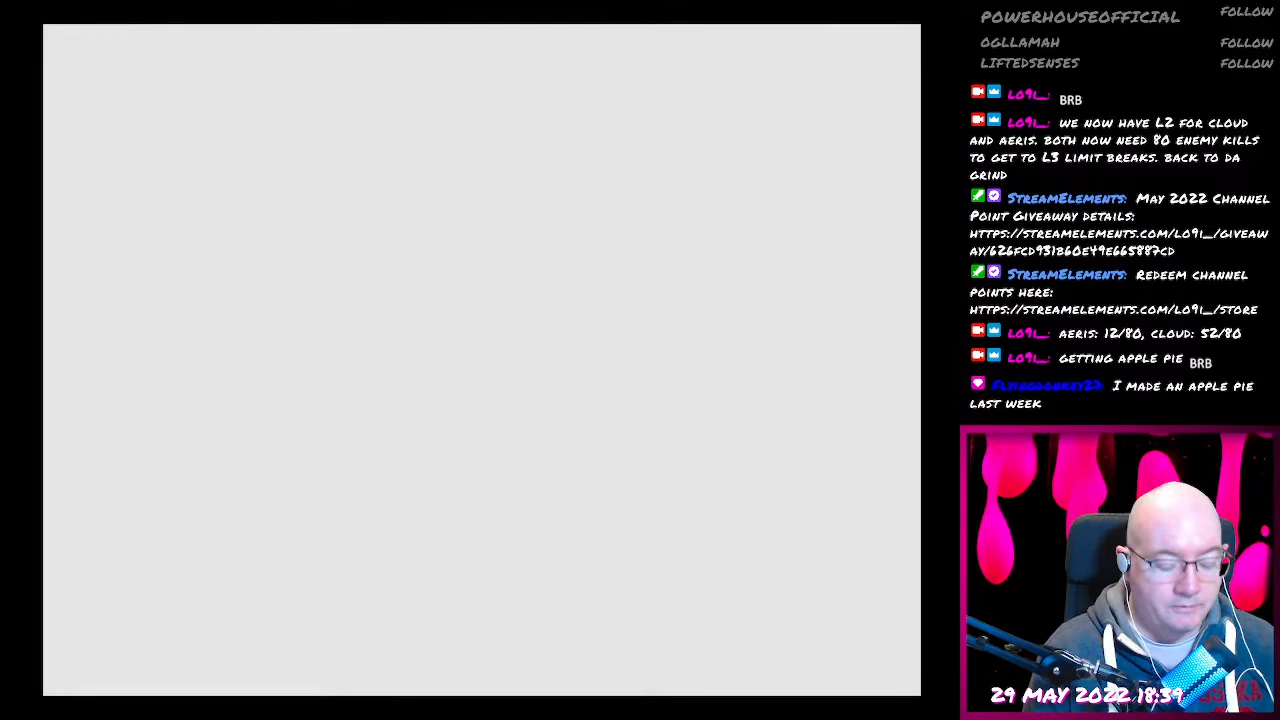 POWERHOUSEOFFICIAL FOLLOW
OGLLAMAH FOLLOW
LIFTEDSENSES FOLLOW
LO9I_: BRB
LO9I_: WE NOW HAVE L2 FOR CLOUD
AND AERIS. BOTH NOW NEED 80 ENEMY KILLS
TO GET TO L3 LIMIT BREAKS. BACK TO DA
GRIND
STREAMELEMENTS: MAY 2022 CHANNEL
POINT GIVEAWAY DETAILS:
HTTPS://STREAMELEMENTS.COM/LO9I_/GIVEAW
AY/626FCD931B60E49E665887CD
STREAMELEMENTS: REDEEM CHANNEL
POINTS HERE:
HTTPS://STREAMELEMENTS.COM/LO9I_/STORE
LO9I_: AERIS: 12/80, CLOUD: 52/80
LO9I_: GETTING APPLE PIE BRB
FLYINGDONKEY27: I MADE AN APPLE PIE
LAST WEEK
29 MAY 2022 18:39